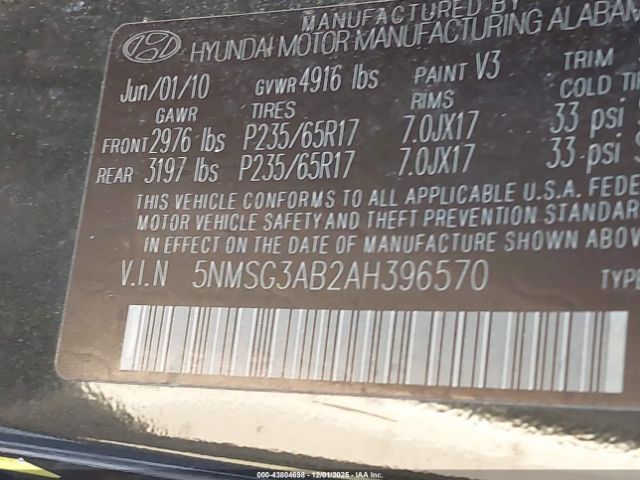 MANUFACTURED BY
HYUNDAI MOTOR MANUFACTURING ALABAM
Jun/01/10 GVWR 4916 lbs PAINT V3 TRIM
GAWR TIRES RIMS COLD TI
FRONT 2976 lbs P235/65R17 7.0JX17 33 psi
REAR 3197 lbs P235/65R17 7.0JX17 33 psi
THIS VEHICLE CONFORMS TO ALL APPLICABLE U.S.A. FEDE
MOTOR VEHICLE SAFETY AND THEFT PREVENTION STANDAR
IN EFFECT ON THE DATE OF MANUFACTURE SHOWN ABOV
V.I.N 5NMSG3AB2AH396570 TYP
000-43804698 - 12/01/2025 - IAA Inc.